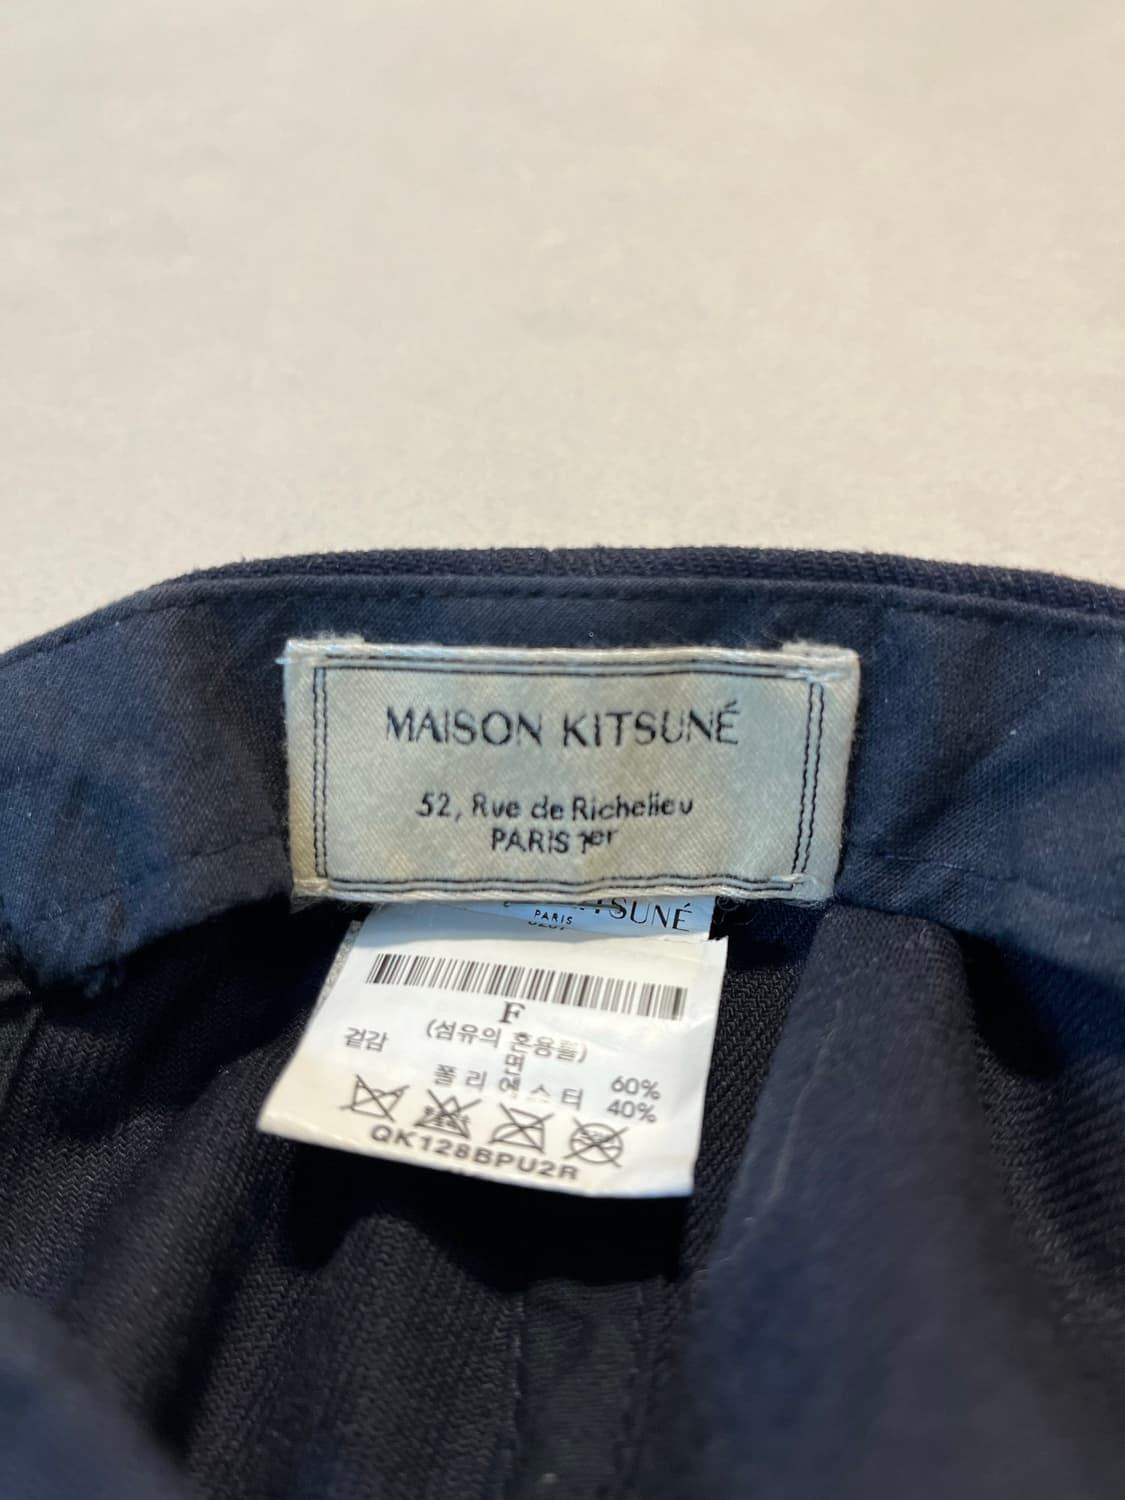 MAISON KITSUNÉ
52, Rue de Richelieu
PARIS 1er
TSUNÉ
PARIS
F
(섬유의 혼용률)
겉감 면 60%
폴리에스터 40%
QK128BPU2R